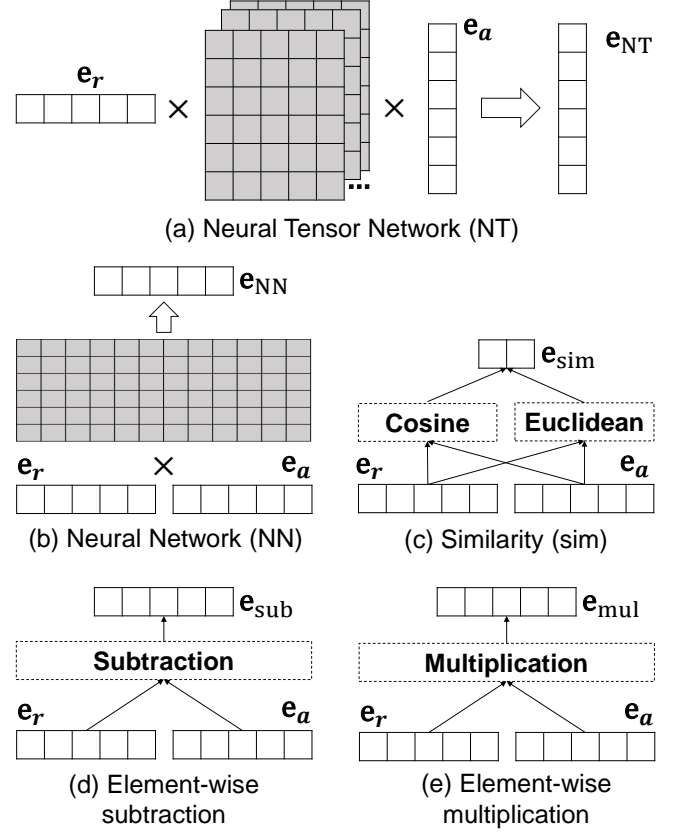 e_r × × e_a e_NT
...
(a) Neural Tensor Network (NT)
e_NN
e_r × e_a
(b) Neural Network (NN)
e_sim
Cosine Euclidean
e_r e_a
(c) Similarity (sim)
e_sub
Subtraction
e_r e_a
(d) Element-wise
subtraction
e_mul
Multiplication
e_r e_a
(e) Element-wise
multiplication